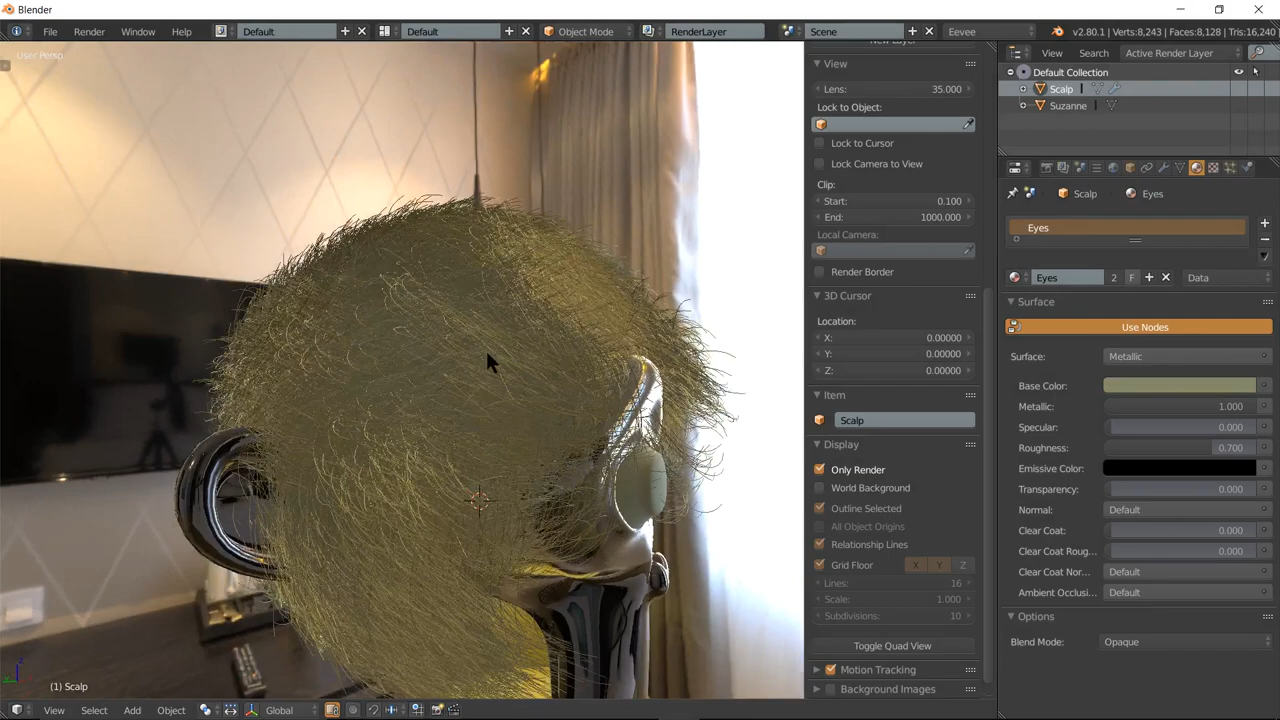 Blender
File Render Window Help Default Default Object Mode RenderLayer Scene Eevee v2.80.1 | Verts:8,243 | Faces:8,128 | Tris:16,240
User Persp
View
Lens: 35.000
Lock to Object:
Lock to Cursor
Lock Camera to View
Clip:
Start: 0.100
End: 1000.000
Local Camera:
Render Border
3D Cursor
Location:
X: 0.00000
Y: 0.00000
Z: 0.00000
Item
Scalp
Display
Only Render
World Background
Outline Selected
All Object Origins
Relationship Lines
Grid Floor X Y Z
Lines: 16
Scale: 1.000
Subdivisions: 10
Toggle Quad View
Motion Tracking
Background Images
View Search Active Render Layer
Default Collection
Scalp
Suzanne
Scalp Eyes
Eyes
Eyes 2 F Data
Surface
Use Nodes
Surface: Metallic
Base Color:
Metallic: 1.000
Specular: 0.000
Roughness: 0.700
Emissive Color:
Transparency: 0.000
Normal: Default
Clear Coat: 0.000
Clear Coat Roug... 0.000
Clear Coat Nor... Default
Ambient Occlusi... Default
Options
Blend Mode: Opaque
(1) Scalp
View Select Add Object Global